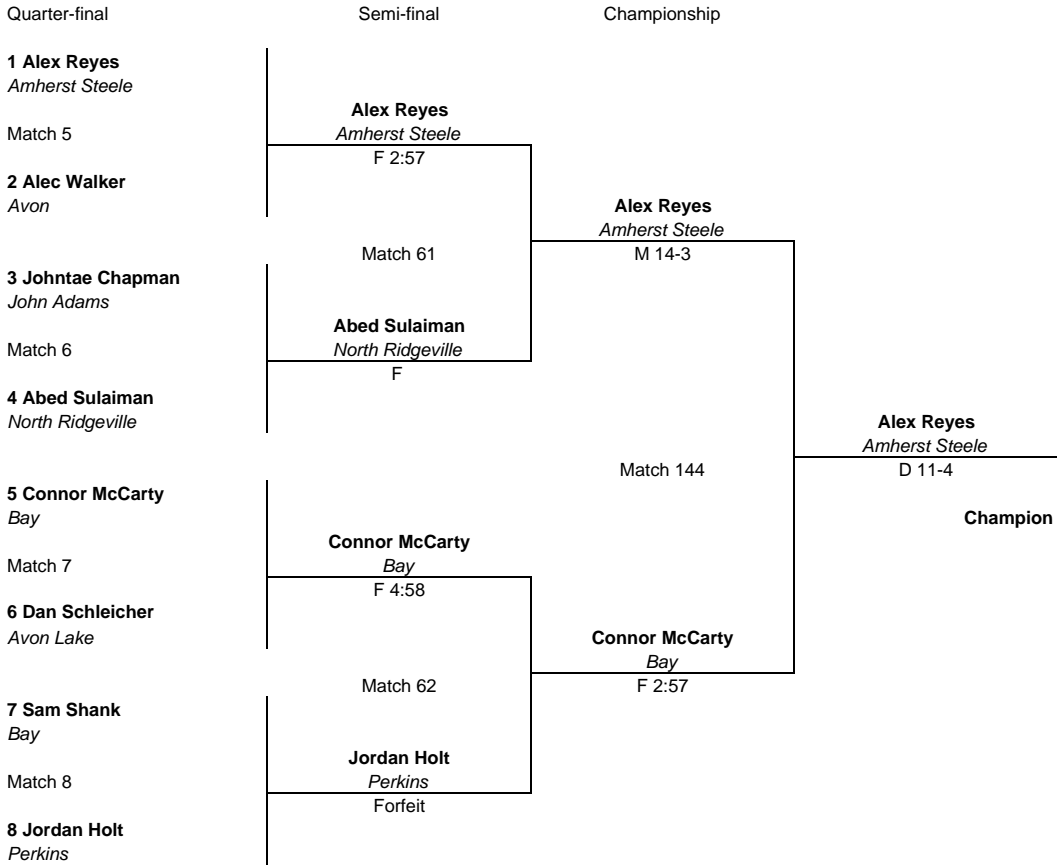 Quarter-final Semi-final Championship
1 Alex Reyes
Amherst Steele
Alex Reyes
Match 5 Amherst Steele
F 2:57
2 Alec Walker
Avon Alex Reyes
Amherst Steele
Match 61 M 14-3
3 Johntae Chapman
John Adams
Abed Sulaiman
Match 6 North Ridgeville
F
4 Abed Sulaiman
North Ridgeville Alex Reyes
Amherst Steele
Match 144 D 11-4
5 Connor McCarty
Bay Champion
Connor McCarty
Match 7 Bay
F 4:58
6 Dan Schleicher
Avon Lake Connor McCarty
Bay
Match 62 F 2:57
7 Sam Shank
Bay
Jordan Holt
Match 8 Perkins
Forfeit
8 Jordan Holt
Perkins